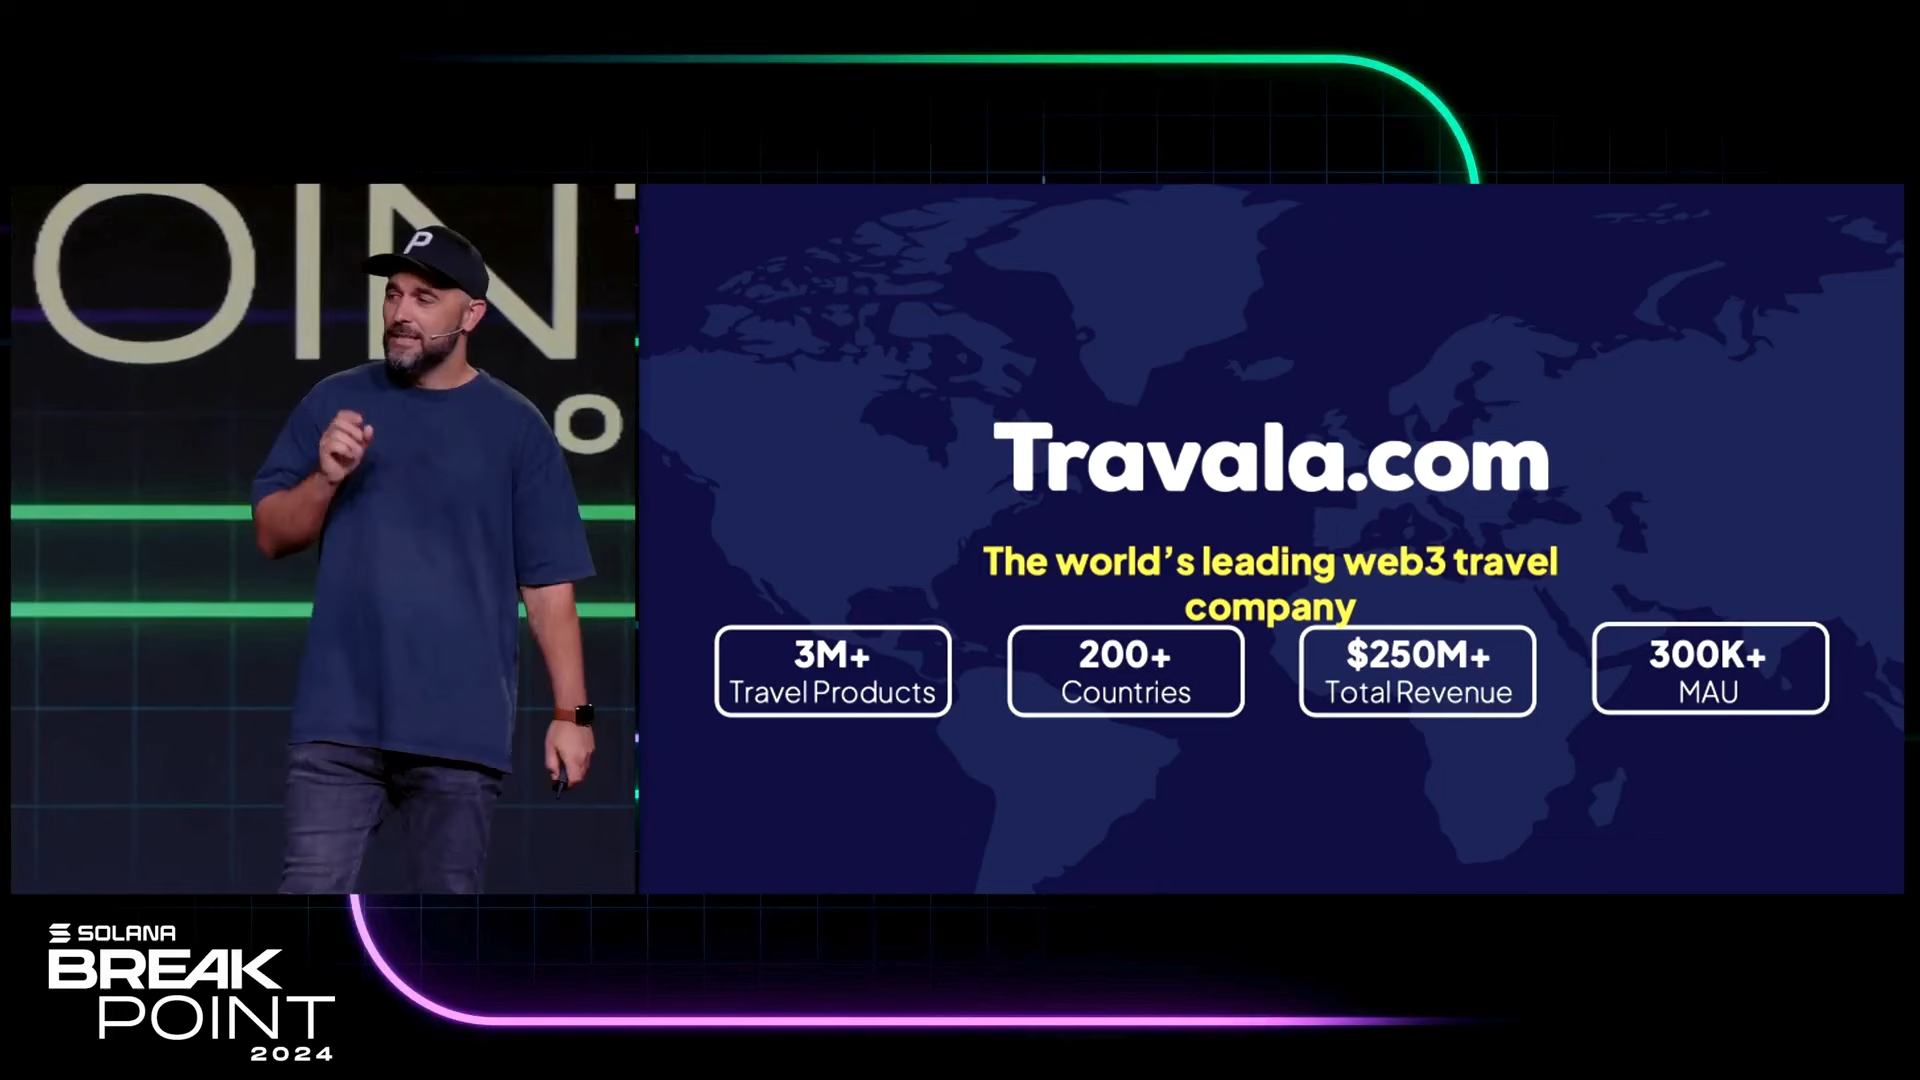 OINT
P
o
Travala.com
The world's leading web3 travel
company
3M+
Travel Products
200+
Countries
$250M+
Total Revenue
300K+
MAU
SOLANA
BREAK
POINT
2024